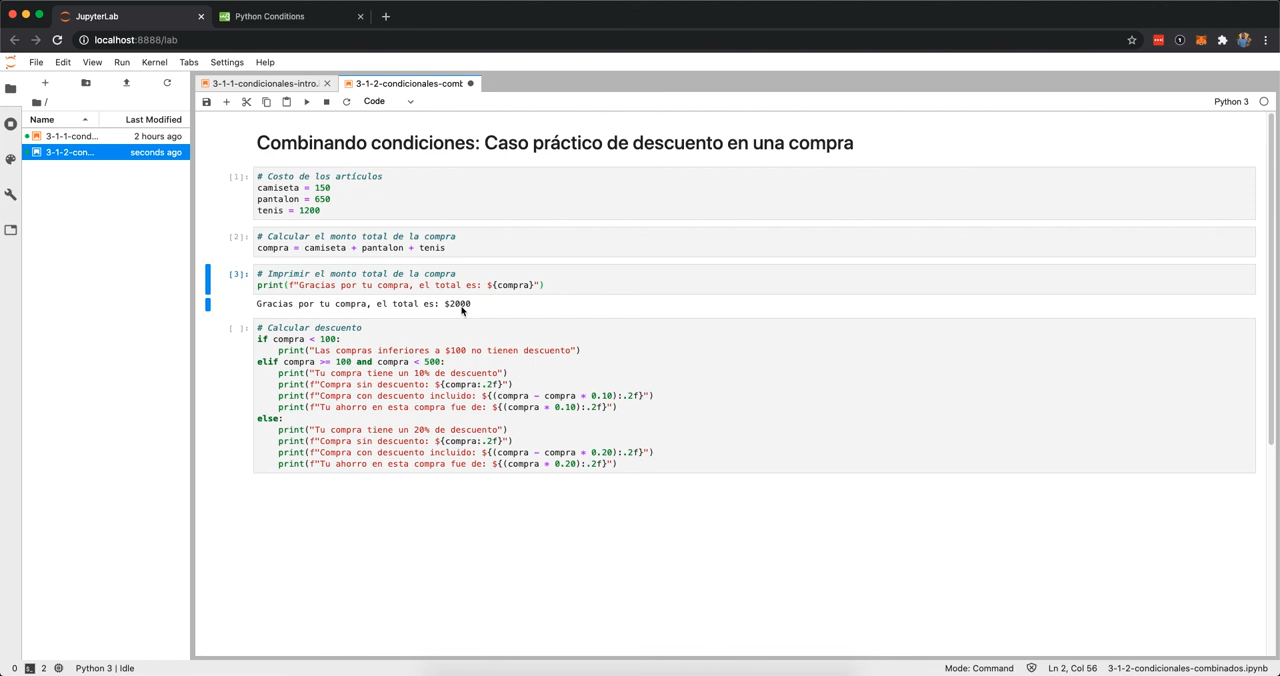 JupyterLab
Python Conditions
localhost:8888/lab
File Edit View Run Kernel Tabs Settings Help
3-1-1-condicionales-intro.
3-1-2-condicionales-comb
Code
Python 3
/
Name Last Modified
3-1-1-cond... 2 hours ago
3-1-2-con... seconds ago
Combinando condiciones: Caso práctico de descuento en una compra
[1]: # Costo de los artículos
camiseta = 150
pantalon = 650
tenis = 1200
[2]: # Calcular el monto total de la compra
compra = camiseta + pantalon + tenis
[3]: # Imprimir el monto total de la compra
print(f"Gracias por tu compra, el total es: ${compra}")
Gracias por tu compra, el total es: $2000
[ ]: # Calcular descuento
if compra < 100:
print("Las compras inferiores a $100 no tienen descuento")
elif compra >= 100 and compra < 500:
print("Tu compra tiene un 10% de descuento")
print(f"Compra sin descuento: ${compra:.2f}")
print(f"Compra con descuento incluido: ${(compra - compra * 0.10):.2f}")
print(f"Tu ahorro en esta compra fue de: ${(compra * 0.10):.2f}")
else:
print("Tu compra tiene un 20% de descuento")
print(f"Compra sin descuento: ${compra:.2f}")
print(f"Compra con descuento incluido: ${(compra - compra * 0.20):.2f}")
print(f"Tu ahorro en esta compra fue de: ${(compra * 0.20):.2f}")
0 2 Python 3 | Idle
Mode: Command Ln 2, Col 56 3-1-2-condicionales-combinados.ipynb